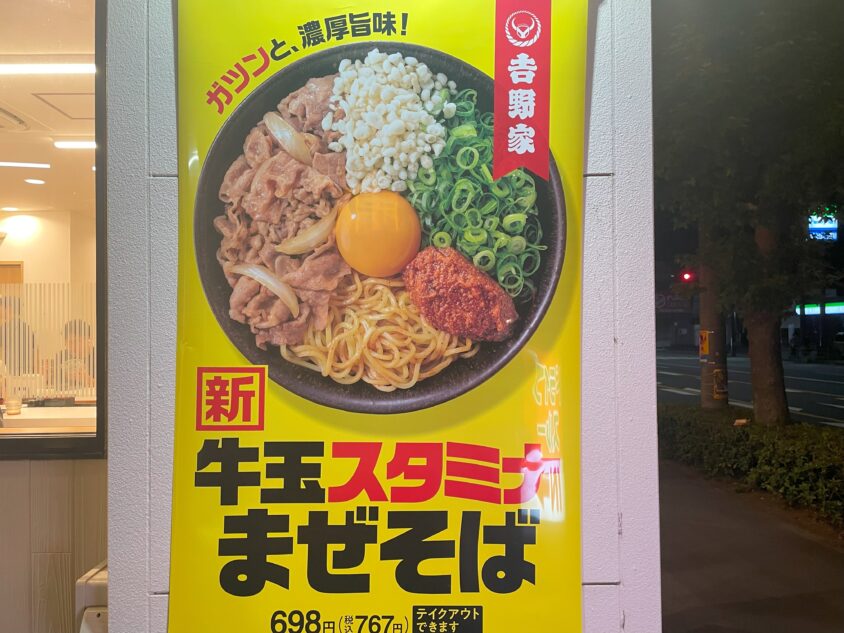 ガツンと、濃厚旨味！
吉野家
新
牛玉スタミナ
まぜそば
698円(税込767円)
テイクアウト
できます